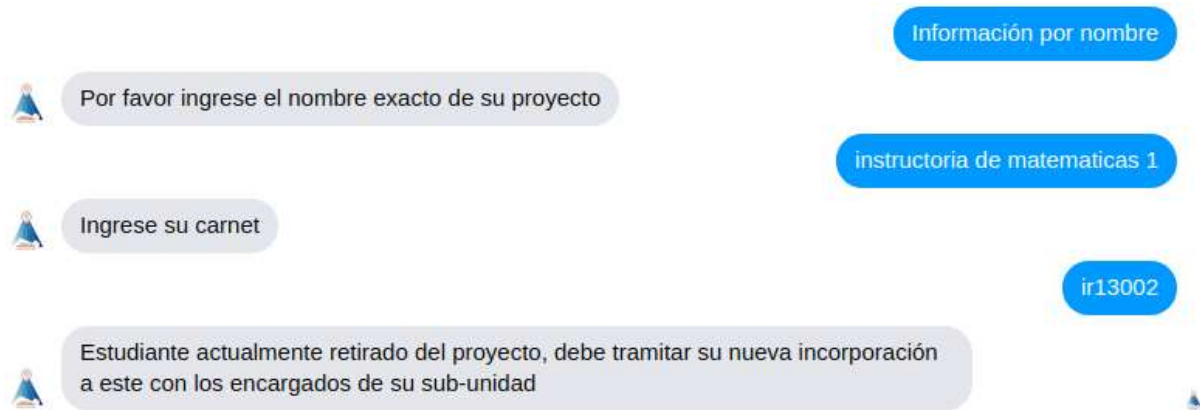 Información por nombre
Por favor ingrese el nombre exacto de su proyecto
instructoria de matematicas 1
Ingrese su carnet
ir13002
Estudiante actualmente retirado del proyecto, debe tramitar su nueva incorporación
a este con los encargados de su sub-unidad